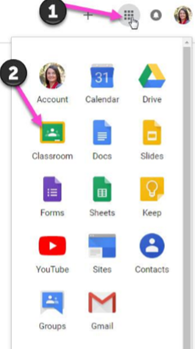 1
2
Account Calendar Drive
31
Classroom Docs Slides
Forms Sheets Keep
YouTube Sites Contacts
Groups Gmail